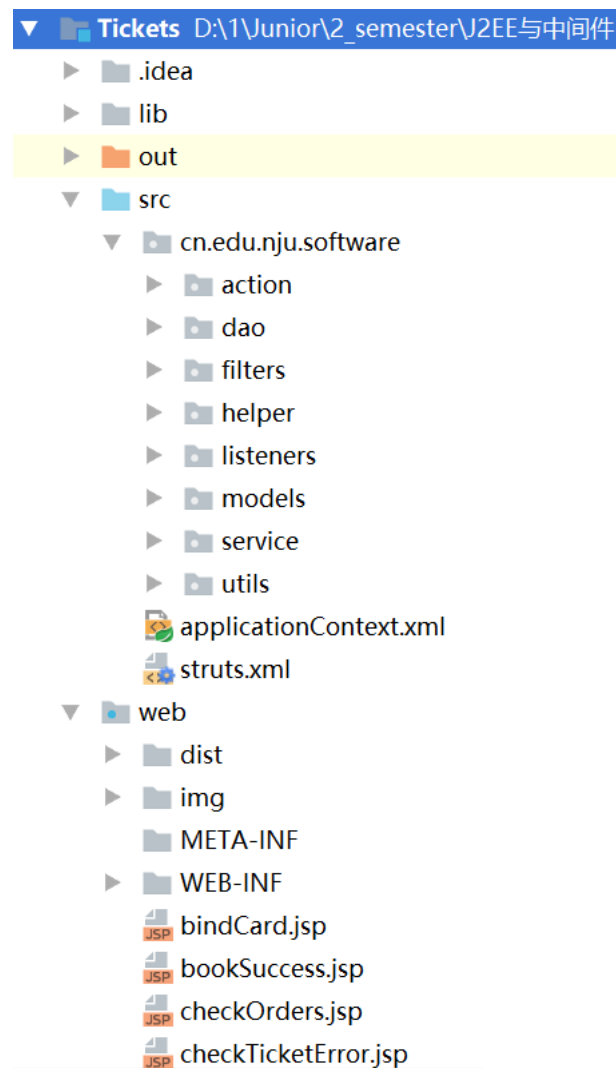 Tickets D:\1\Junior\2_semester\J2EE与中间件
.idea
lib
out
src
cn.edu.nju.software
action
dao
filters
helper
listeners
models
service
utils
applicationContext.xml
struts.xml
web
dist
img
META-INF
WEB-INF
JSP bindCard.jsp
JSP bookSuccess.jsp
JSP checkOrders.jsp
JSP checkTicketError.jsp